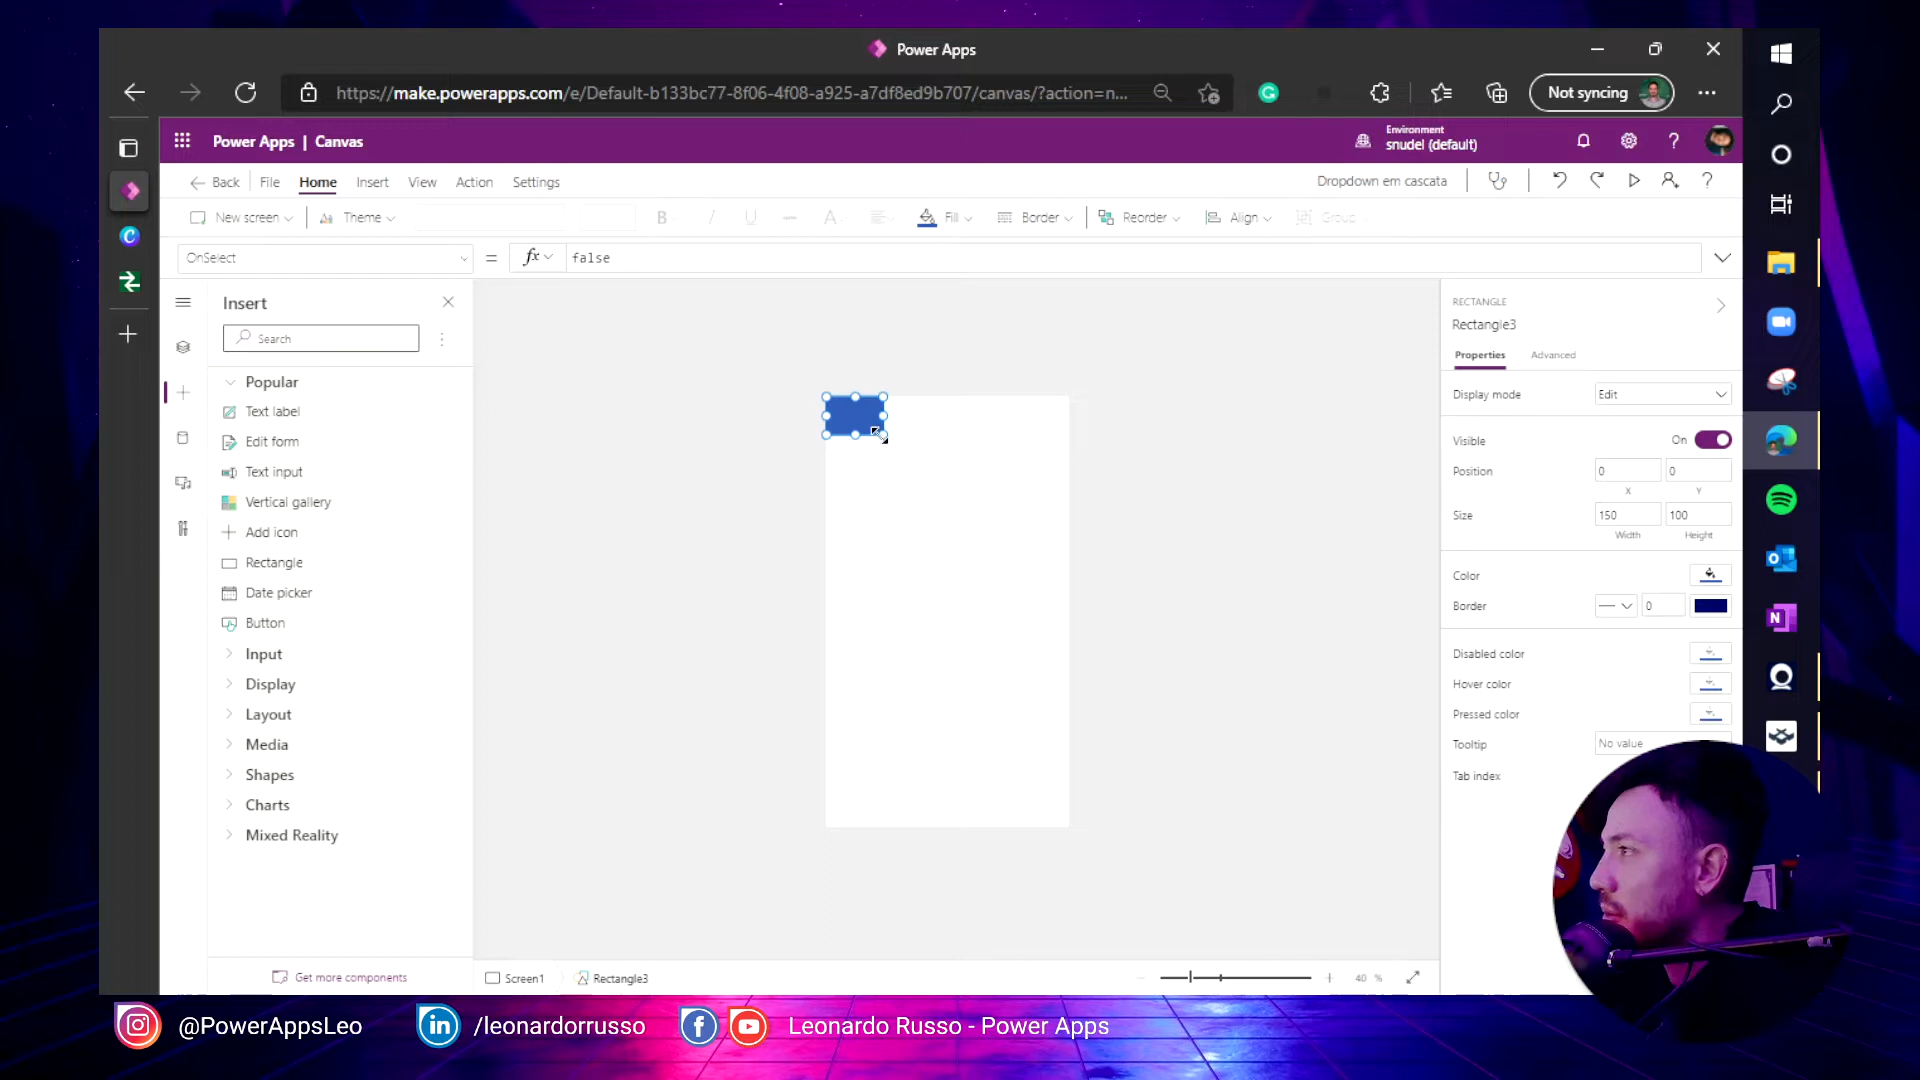 Power Apps
https://make.powerapps.com/e/Default-b133bc77-8f06-4f08-a925-a7df8ed9b707/canvas/?action=n...
Not syncing
Power Apps | Canvas
Environment
snudel (default)
Back
File
Home
Insert
View
Action
Settings
Dropdown em cascata
New screen
Theme
B
I
U
A
Fill
Border
Reorder
Align
Group
OnSelect
=
fx
false
Insert
Search
Popular
Text label
Edit form
Text input
Vertical gallery
Add icon
Rectangle
Date picker
Button
Input
Display
Layout
Media
Shapes
Charts
Mixed Reality
Get more components
RECTANGLE
Rectangle3
Properties
Advanced
Display mode
Edit
Visible
On
Position
0
0
X
Y
Size
150
100
Width
Height
Color
Border
0
Disabled color
Hover color
Pressed color
Tooltip
No value
Tab index
Screen1
Rectangle3
40 %
@PowerAppsLeo
/leonardorrusso
Leonardo Russo - Power Apps